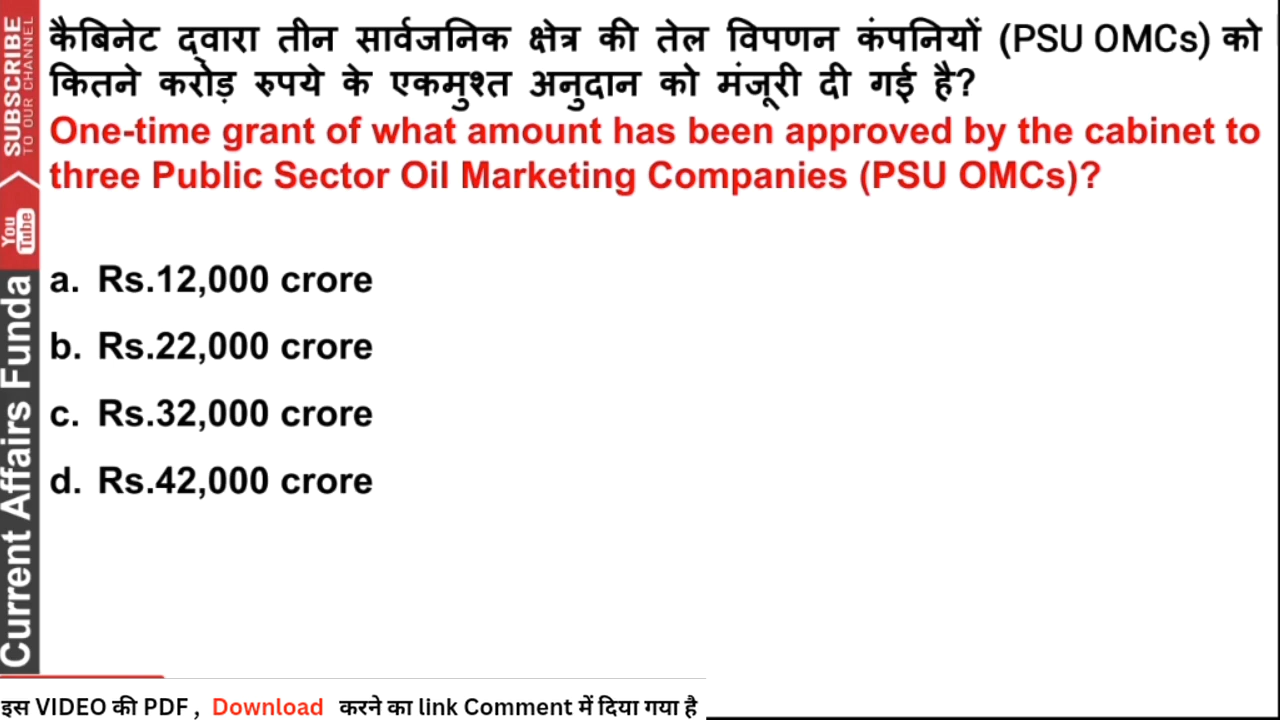 कैबिनेट द्वारा तीन सार्वजनिक क्षेत्र की तेल विपणन कंपनियों (PSU OMCs) को
कितने करोड़ रुपये के एकमुश्त अनुदान को मंजूरी दी गई है?
One-time grant of what amount has been approved by the cabinet to
three Public Sector Oil Marketing Companies (PSU OMCs)?
a. Rs.12,000 crore
b. Rs.22,000 crore
c. Rs.32,000 crore
d. Rs.42,000 crore
SUBSCRIBE
TO OUR CHANNEL
You
Tube
Current Affairs Funda
इस VIDEO की PDF , Download करने का link Comment में दिया गया है